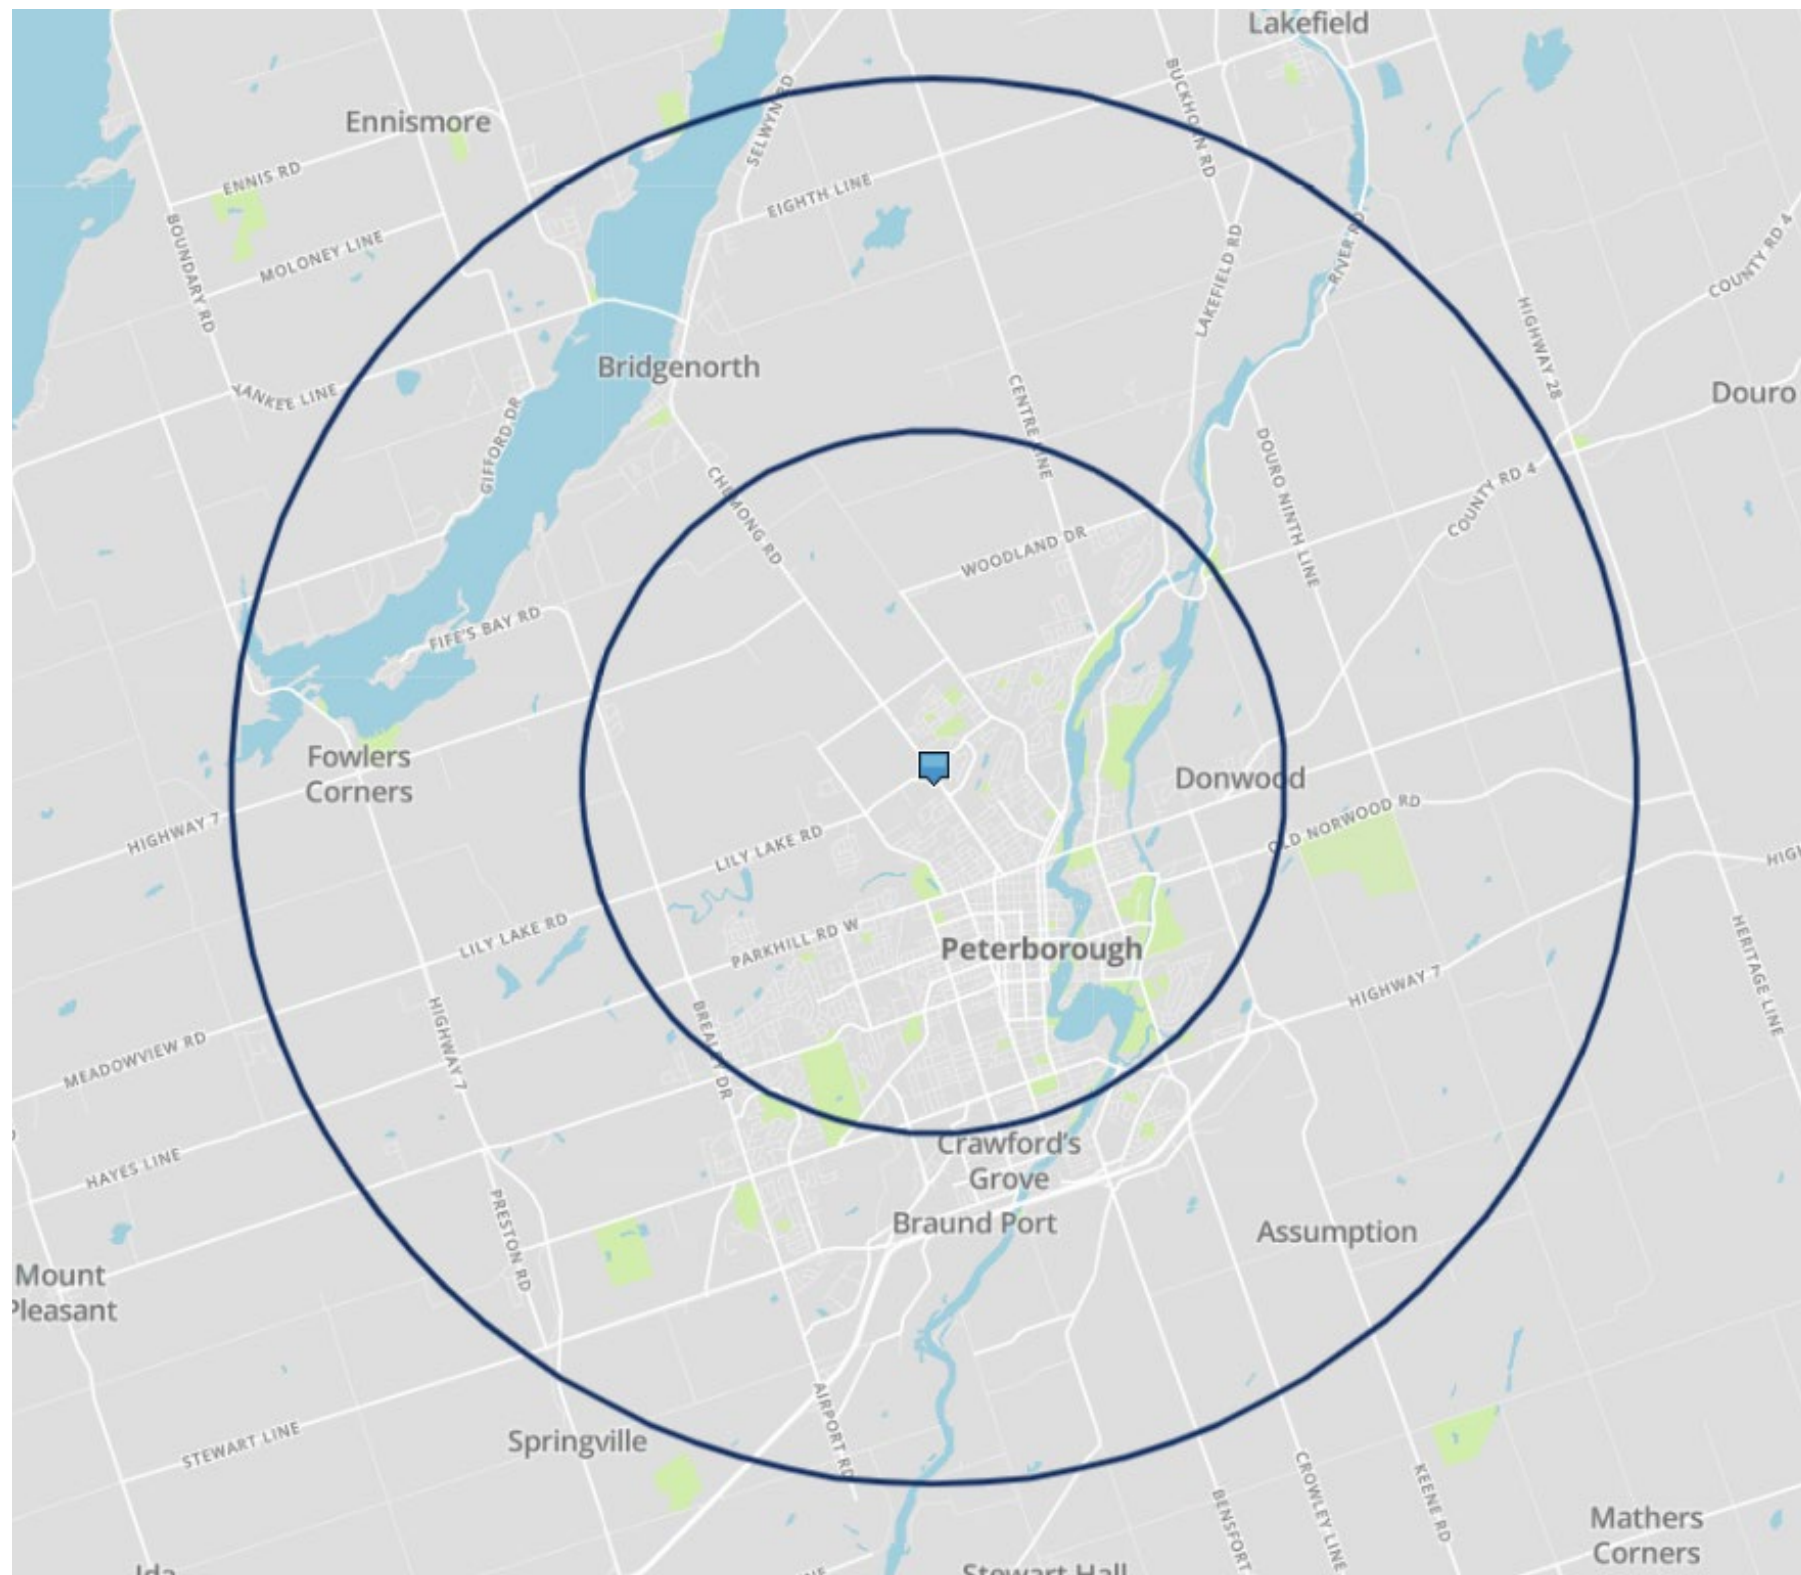 Lakefield
Ennismore
BUCKHORN RD
SELWYN RD
ENNIS RD
EIGHTH LINE
BOUNDARY RD
MOLONEY LINE
LAKEFIELD RD
RIVER RD
COUNTY RD 4
HIGHWAY 28
Bridgenorth
YANKEE LINE
GIFFORD DR
CENTRE LINE
Douro
CHEMONG RD
DOURO NINTH LINE
COUNTY RD 4
WOODLAND DR
FIFE'S BAY RD
Fowlers
Corners
Donwood
HIGHWAY 7
LILY LAKE RD
OLD NORWOOD RD
LILY LAKE RD
PARKHILL RD W
Peterborough
HIGHWAY 7
HERITAGE LINE
HIGHWAY 7
BREALEY DR
MEADOWVIEW RD
HAYES LINE
Crawford's
Grove
PRESTON RD
Braund Port
Assumption
Mount
Pleasant
AIRPORT RD
STEWART LINE
Springville
BENSFORT
CROWLEY LINE
KEENE RD
Mathers
Corners
Ida
Stewart Hall